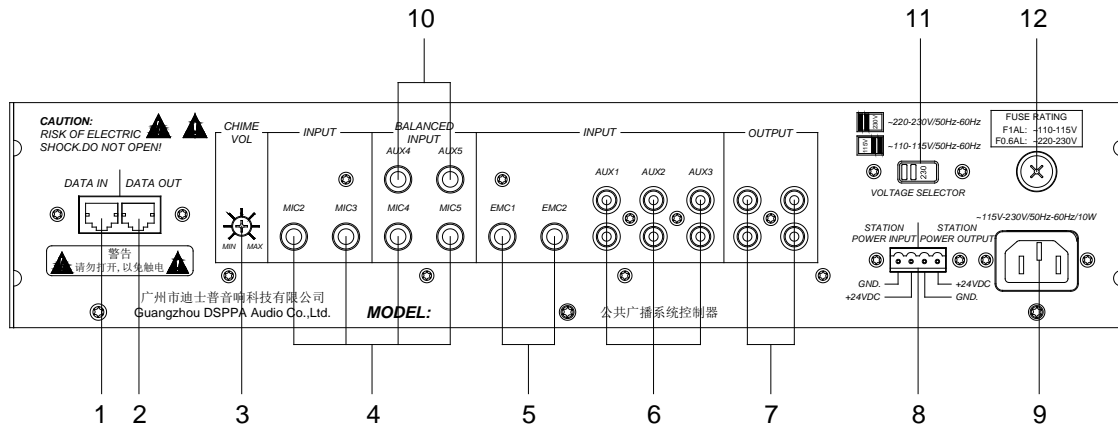 10
11
12
CAUTION:
RISK OF ELECTRIC
SHOCK.DO NOT OPEN!
DATA IN
DATA OUT
警告
请勿打开,以免触电
CHIME
VOL
MIN
MAX
INPUT
BALANCED
INPUT
AUX4
AUX5
MIC2
MIC3
MIC4
MIC5
INPUT
EMC1
EMC2
AUX1
AUX2
AUX3
OUTPUT
230V
~220-230V/50Hz-60Hz
115V
~110-115V/50Hz-60Hz
230
VOLTAGE SELECTOR
FUSE RATING
F1AL: ~110-115V
F0.6AL: ~220-230V
~115V-230V/50Hz-60Hz/10W
STATION
POWER INPUT
STATION
POWER OUTPUT
GND.
+24VDC
+24VDC
GND.
广州市迪士普音响科技有限公司
Guangzhou DSPPA Audio Co.,Ltd.
MODEL:
公共广播系统控制器
1
2
3
4
5
6
7
8
9